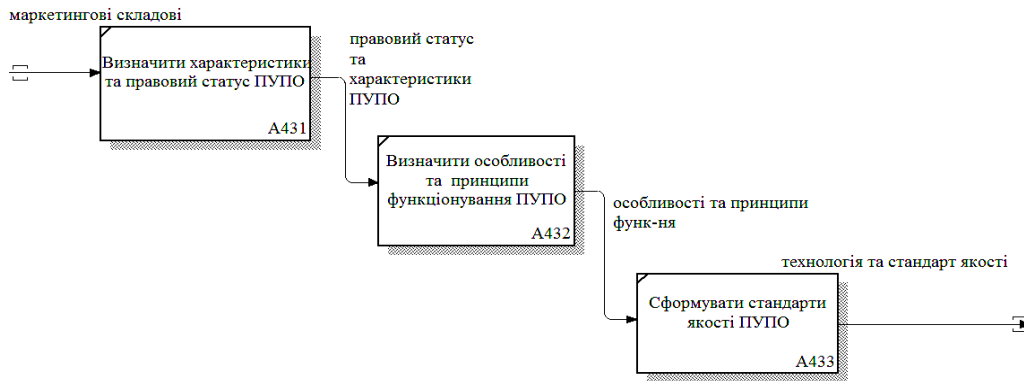 маркетингові складові
Визначити характеристики
та правовий статус ПУПО
A431
правовий статус
та
характеристики
ПУПО
Визначити особливості
та принципи
функціонування ПУПО
A432
особливості та принципи
функ-ня
технологія та стандарт якості
Сформувати стандарти
якості ПУПО
A433